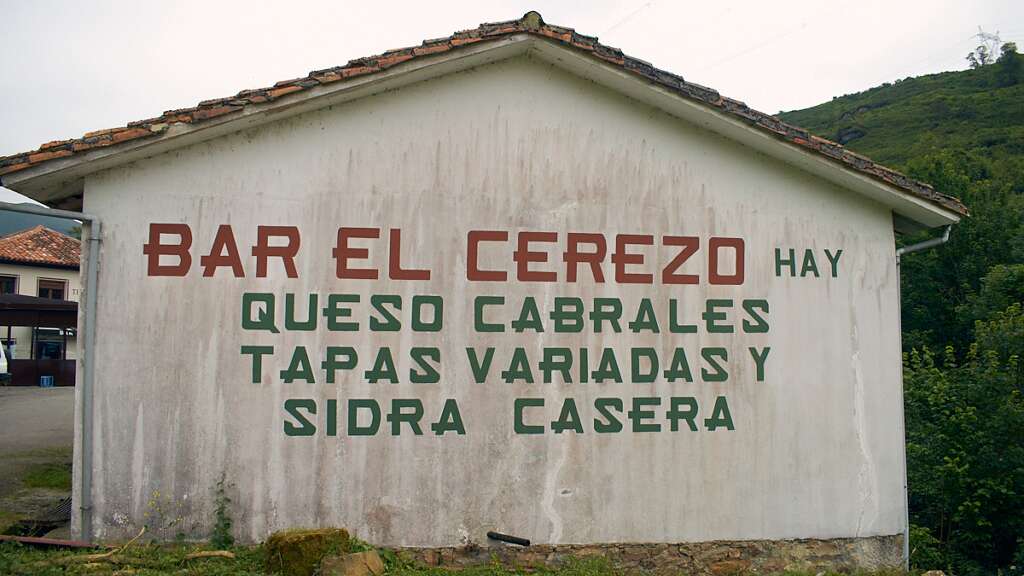 BAR EL CEREZO HAY
QUESO CABRALES
TAPAS VARIADAS Y
SIDRA CASERA